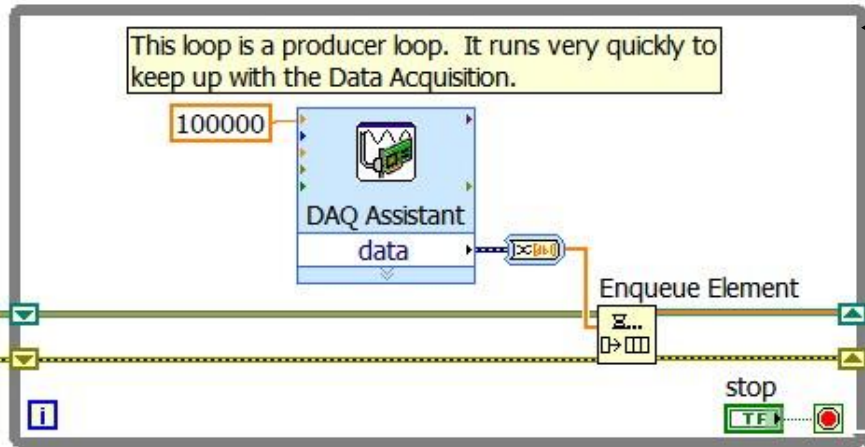 This loop is a producer loop. It runs very quickly to
keep up with the Data Acquisition.
100000
DAQ Assistant
data
Enqueue Element
stop
TF
i